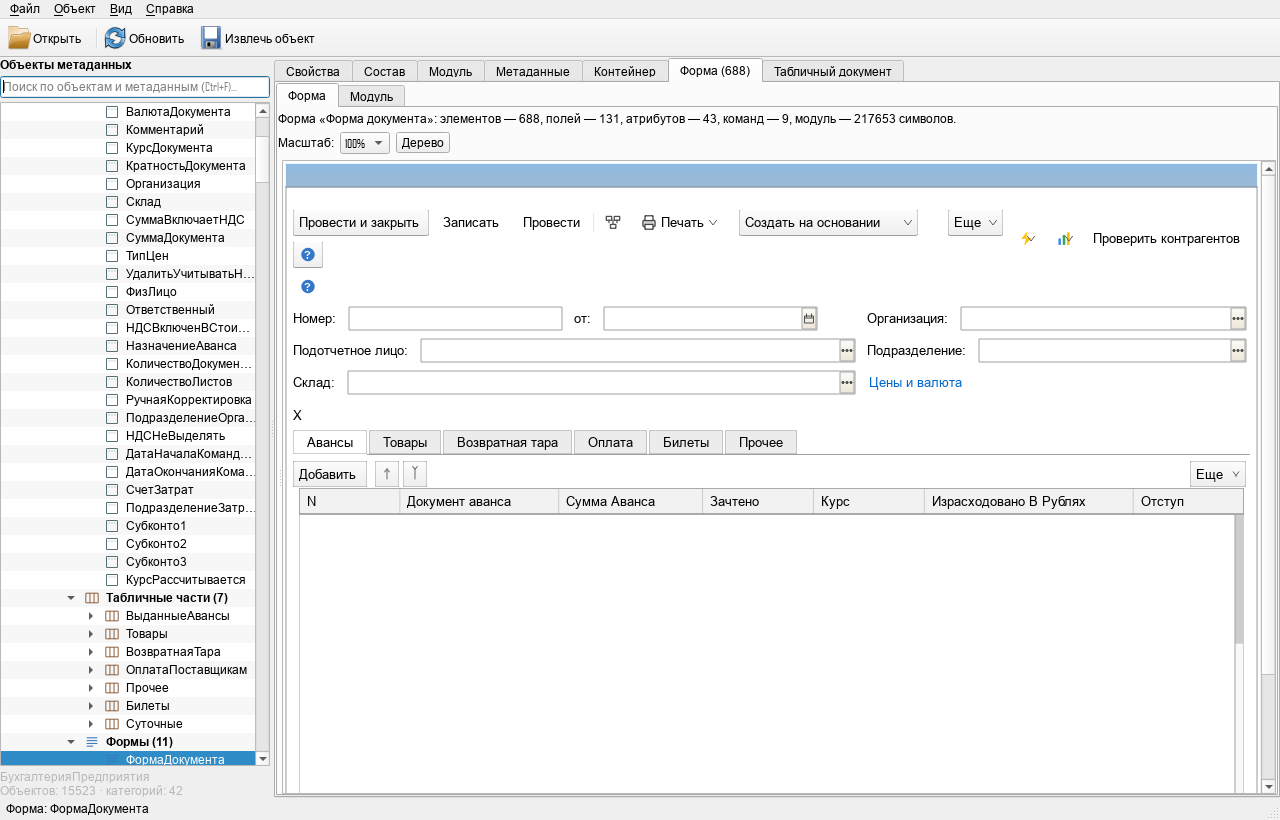 Файл Объект Вид Справка
Открыть Обновить Извлечь объект
Объекты метаданных
Поиск по объектам и метаданным (Ctrl+F)...
ВалютаДокумента
Комментарий
КурсДокумента
КратностьДокумента
Организация
Склад
СуммаВключаетНДС
СуммаДокумента
ТипЦен
УдалитьУчитыватьН...
ФизЛицо
Ответственный
НДСВключенВСтои...
НазначениеАванса
КоличествоДокумен...
КоличествоЛистов
РучнаяКорректировка
ПодразделениеОрга...
НДСНеВыделять
ДатаНачалаКоманд...
ДатаОкончанияКома...
СчетЗатрат
ПодразделениеЗатр...
Субконто1
Субконто2
Субконто3
КурсРассчитывается
Табличные части (7)
ВыданныеАвансы
Товары
ВозвратнаяТара
ОплатаПоставщикам
Прочее
Билеты
Суточные
Формы (11)
ФормаДокумента
БухгалтерияПредприятия
Объектов: 15523 · категорий: 42
Свойства Состав Модуль Метаданные Контейнер Форма (688) Табличный документ
Форма Модуль
Форма «Форма документа»: элементов — 688, полей — 131, атрибутов — 43, команд — 9, модуль — 217653 символов.
Масштаб: 100% Дерево
Провести и закрыть Записать Провести Печать Создать на основании Еще
Проверить контрагентов
?
?
Номер: от: Организация:
Подотчетное лицо: Подразделение:
Склад: Цены и валюта
X
Авансы Товары Возвратная тара Оплата Билеты Прочее
Добавить Еще
N Документ аванса Сумма Аванса Зачтено Курс Израсходовано В Рублях Отступ
Форма: ФормаДокумента